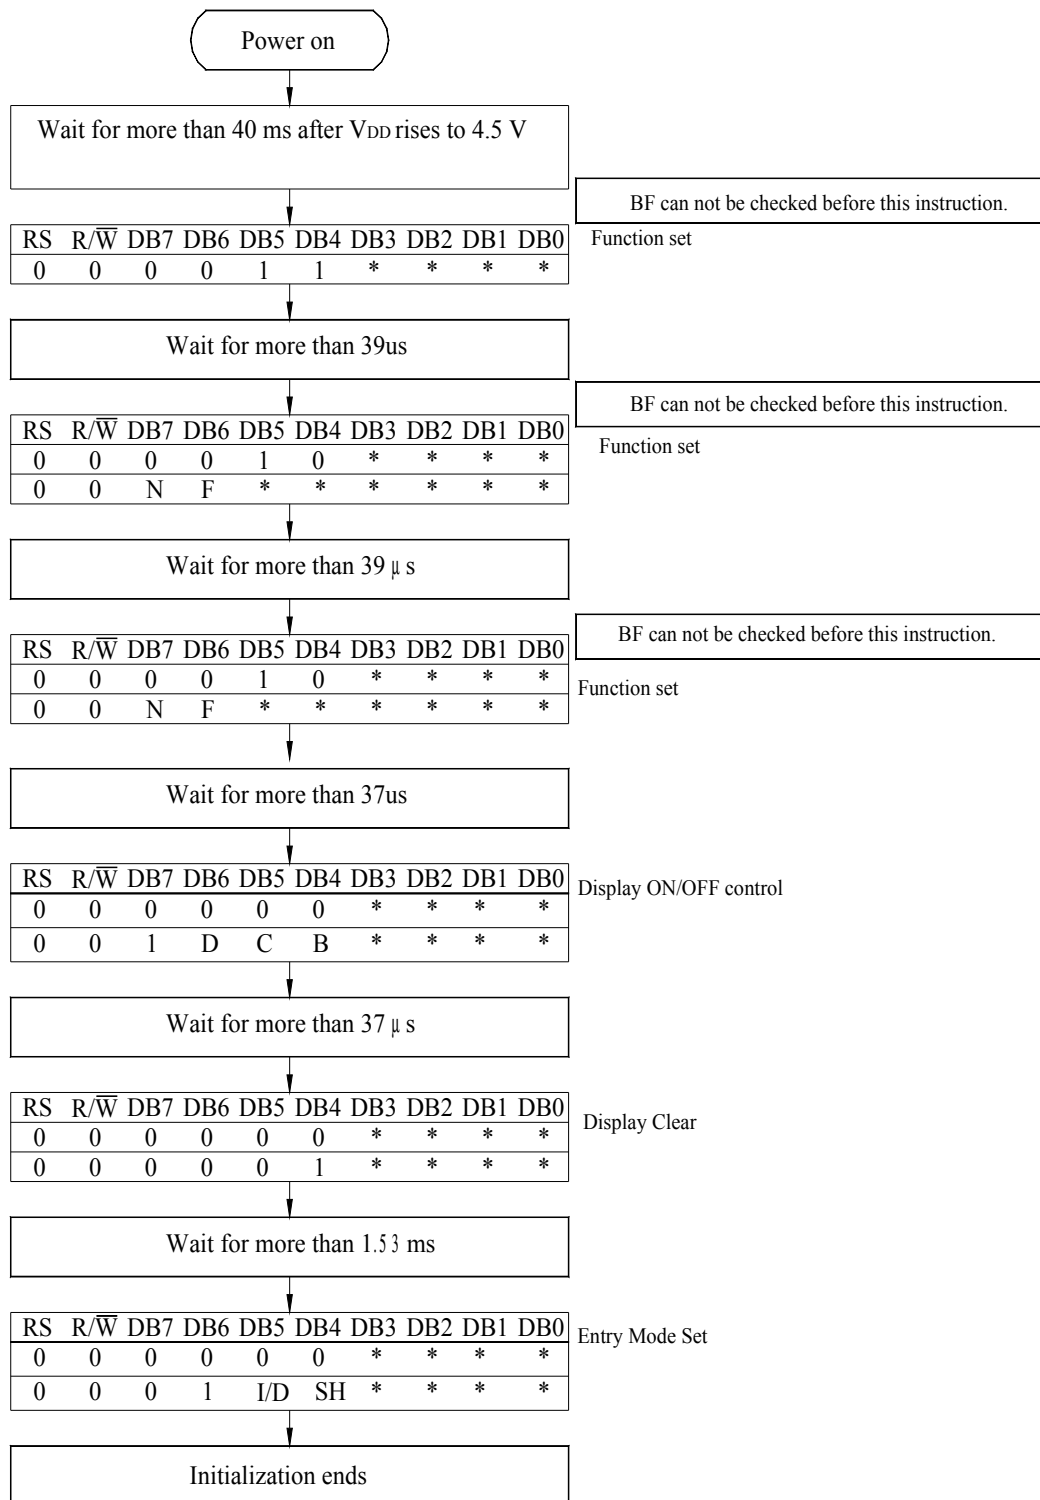 Power on
Wait for more than 40 ms after VDD rises to 4.5 V
BF can not be checked before this instruction.
RS R/W̅ DB7 DB6 DB5 DB4 DB3 DB2 DB1 DB0
Function set
0 0 0 0 1 1 * * * *
Wait for more than 39us
BF can not be checked before this instruction.
RS R/W̅ DB7 DB6 DB5 DB4 DB3 DB2 DB1 DB0
Function set
0 0 0 0 1 0 * * * *
0 0 N F * * * * * *
Wait for more than 39 μ s
BF can not be checked before this instruction.
RS R/W̅ DB7 DB6 DB5 DB4 DB3 DB2 DB1 DB0
0 0 0 0 1 0 * * * *
Function set
0 0 N F * * * * * *
Wait for more than 37us
RS R/W̅ DB7 DB6 DB5 DB4 DB3 DB2 DB1 DB0
Display ON/OFF control
0 0 0 0 0 0 * * * *
0 0 1 D C B * * * *
Wait for more than 37 μ s
RS R/W̅ DB7 DB6 DB5 DB4 DB3 DB2 DB1 DB0
Display Clear
0 0 0 0 0 0 * * * *
0 0 0 0 0 1 * * * *
Wait for more than 1.53 ms
RS R/W̅ DB7 DB6 DB5 DB4 DB3 DB2 DB1 DB0
Entry Mode Set
0 0 0 0 0 0 * * * *
0 0 0 1 I/D SH * * * *
Initialization ends